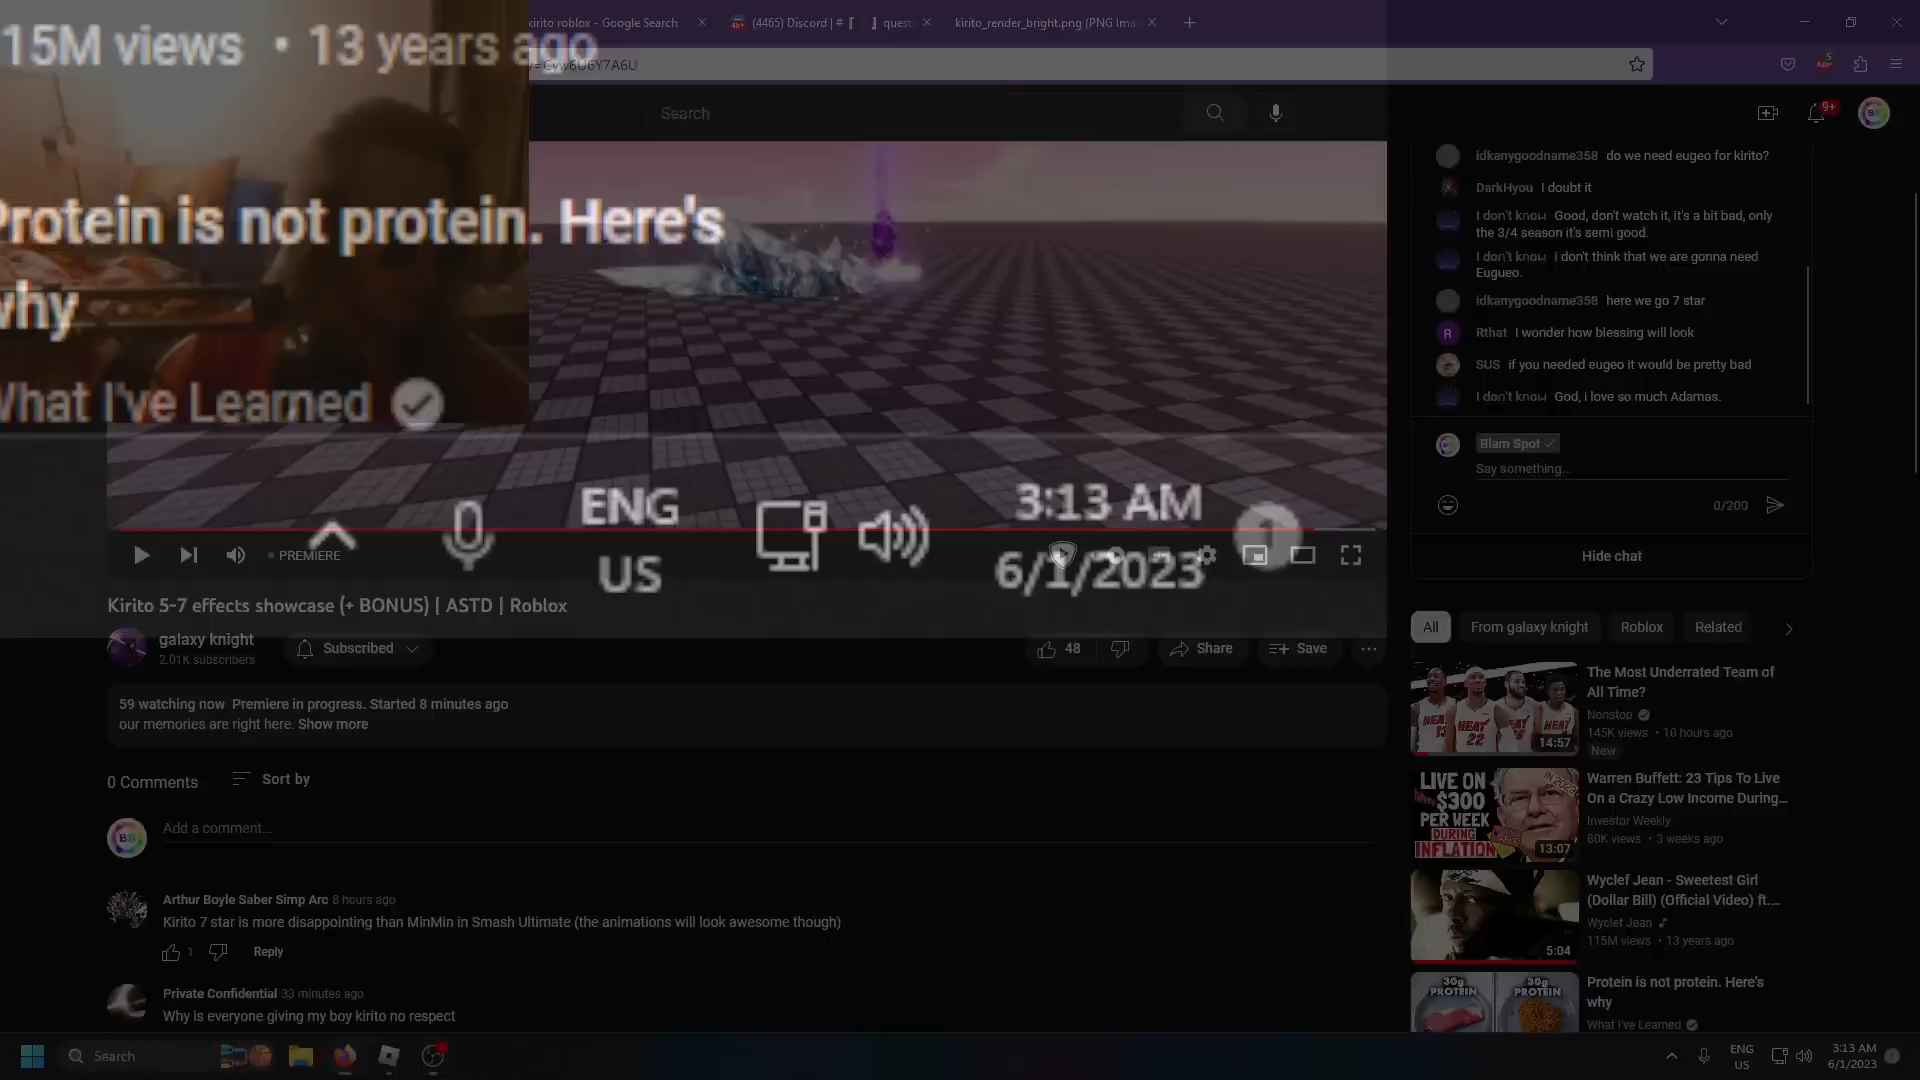 kirito roblox - Google Search
(4465) Discord | #
kirito_render_bright.png (PNG Ima
=Cvw6U6Y7A6U
15M views • 13 years ago
Protein is not protein. Here's
why
What I've Learned
ENG
US
3:13 AM
6/1/2023
Search
9+
idkanygoodname358 do we need eugeo for kirito?
DarkHyou I doubt it
I don't know Good, don't watch it, it's a bit bad, only
the 3/4 season it's semi good.
I don't know i don't think that we are gonna need
Eugueo.
idkanygoodname358 here we go 7 star
Rthat I wonder how blessing will look
SUS if you needed eugeo it would be pretty bad
I don't know God, i love so much Adamas.
Blam Spot
Say something...
0/200
Hide chat
• PREMIERE
Kirito 5-7 effects showcase (+ BONUS) | ASTD | Roblox
galaxy knight
2.01K subscribers
Subscribed
48
Share
Save
59 watching now Premiere in progress. Started 8 minutes ago
our memories are right here. Show more
0 Comments
Sort by
BS
Add a comment...
Arthur Boyle Saber Simp Arc 8 hours ago
Kirito 7 star is more disappointing than MinMin in Smash Ultimate (the animations will look awesome though)
1
Reply
Private Confidential 33 minutes ago
Why is everyone giving my boy kirito no respect
All
From galaxy knight
Roblox
Related
HEAT
22
14:57
The Most Underrated Team of
All Time?
Nonstop
145K views • 10 hours ago
New
LIVE ON
$300
PER WEEK
DURING
INFLATION
IN 2023
13:07
Warren Buffett: 23 Tips To Live
On a Crazy Low Income During...
Investor Weekly
80K views • 3 weeks ago
5:04
Wyclef Jean - Sweetest Girl
(Dollar Bill) (Official Video) ft....
Wyclef Jean
115M views • 13 years ago
30g
PROTEIN
30g
PROTEIN
Protein is not protein. Here's
why
What I've Learned
Search
ENG
US
3:13 AM
6/1/2023